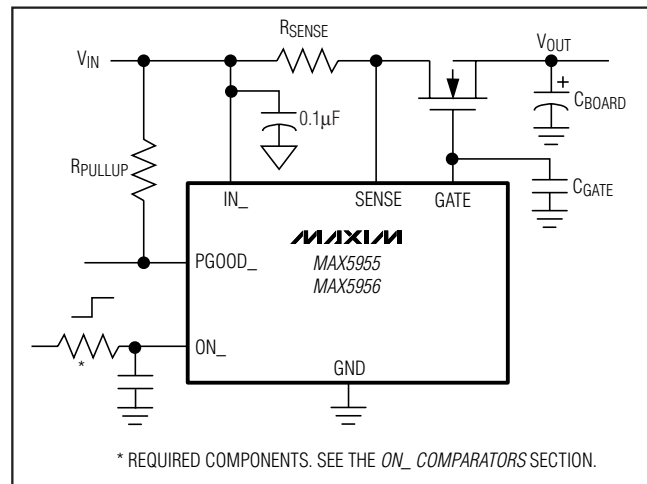 RSENSE
VIN
VOUT
+
CBOARD
0.1µF
RPULLUP
CGATE
IN_
SENSE
GATE
MAXIM
PGOOD_
MAX5955
MAX5956
ON_
*
GND
* REQUIRED COMPONENTS. SEE THE ON_ COMPARATORS SECTION.